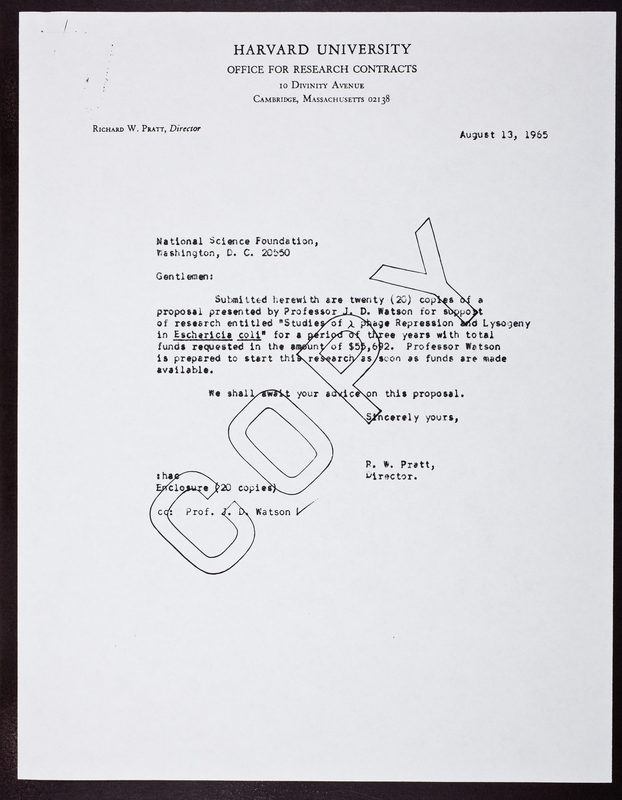 HARVARD UNIVERSITY
OFFICE FOR RESEARCH CONTRACTS
10 DIVINITY AVENUE
CAMBRIDGE, MASSACHUSETTS 02138
RICHARD W. PRATT, Director
August 13, 1965
National Science Foundation,
Washington, D. C. 20550
Gentlemen:
Submitted herewith are twenty (20) copies of a
proposal presented by Professor J. D. Watson for support
of research entitled "Studies of λ phage Repression and Lysogeny
in Eschericia coli" for a period of three years with total
funds requested in the amount of $55,692. Professor Watson
is prepared to start this research as soon as funds are made
available.
We shall await your advice on this proposal.
Sincerely yours,
R. W. Pratt,
Director.
:hac
Enclosure (20 copies)
cc: Prof. J. D. Watson ✓
COPY